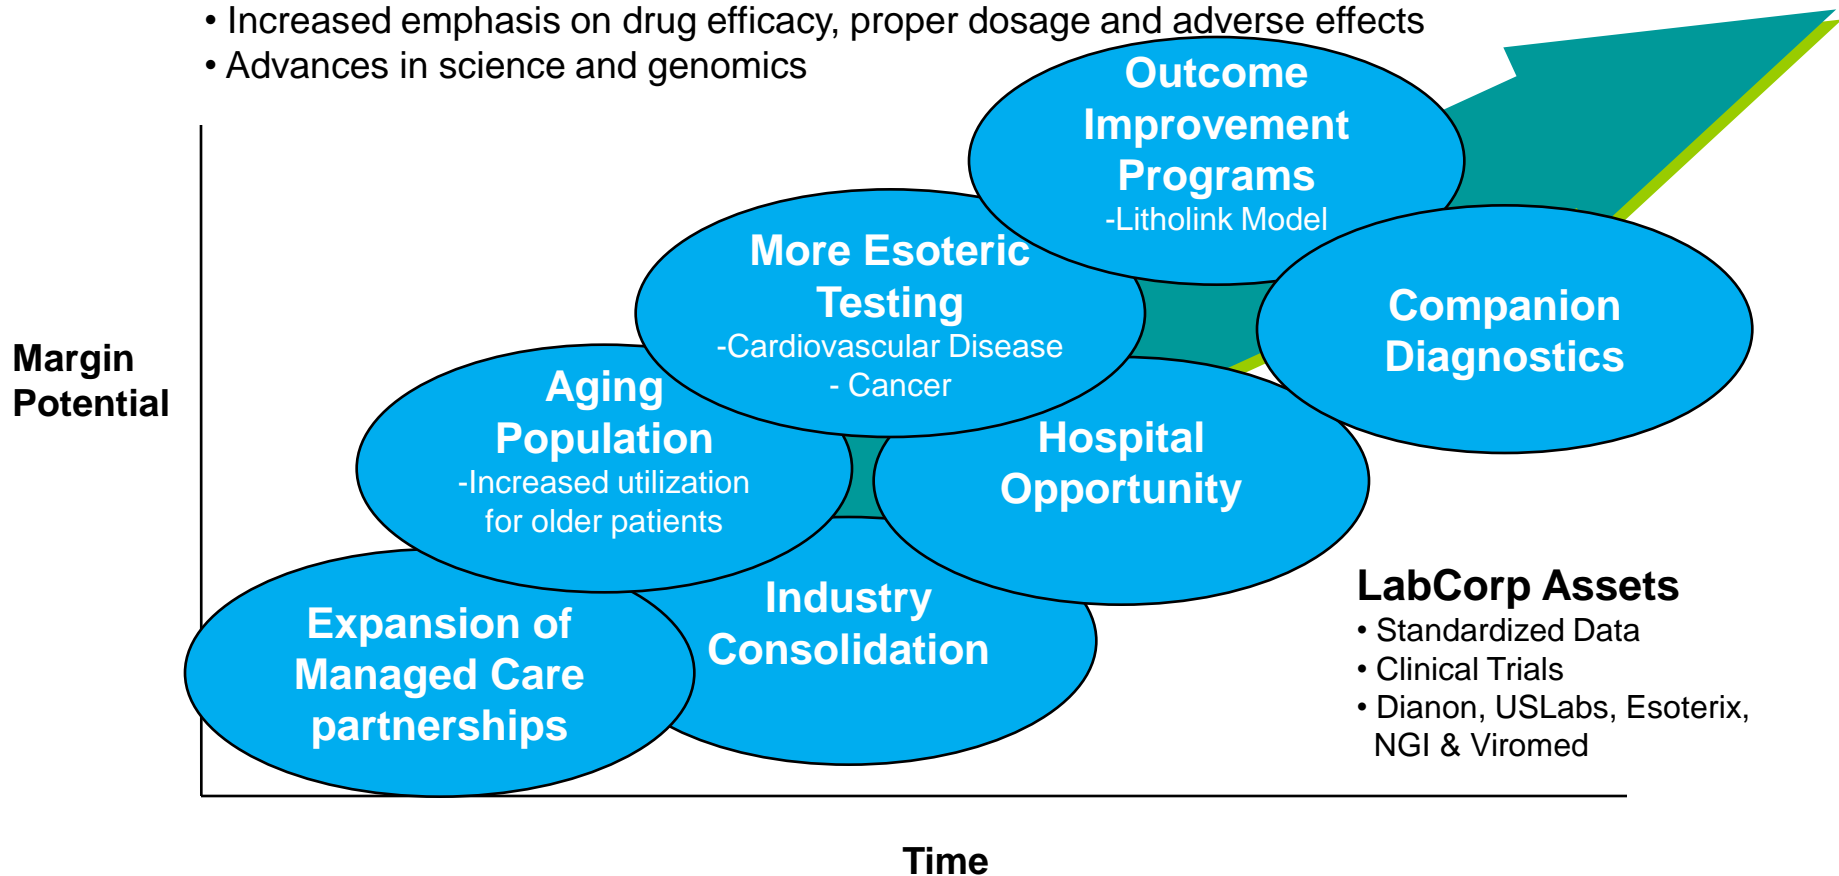 • Increased emphasis on drug efficacy, proper dosage and adverse effects
• Advances in science and genomics
Outcome
Improvement
Programs
-Litholink Model
More Esoteric
Testing
-Cardiovascular Disease
- Cancer
Companion
Diagnostics
Margin
Potential
Aging
Population
-Increased utilization
for older patients
Hospital
Opportunity
Industry
Consolidation
Expansion of
Managed Care
partnerships
LabCorp Assets
• Standardized Data
• Clinical Trials
• Dianon, USLabs, Esoterix,
NGI & Viromed
Time